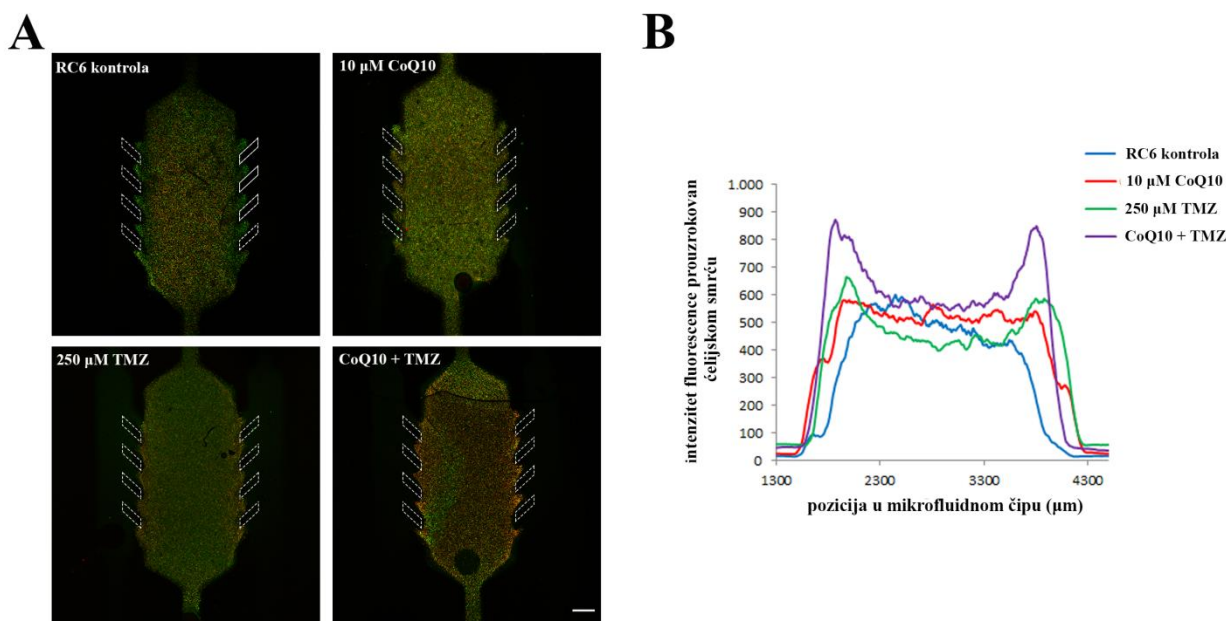 A
RC6 kontrola
10 µM CoQ10
250 µM TMZ
CoQ10 + TMZ
B
RC6 kontrola
10 µM CoQ10
250 µM TMZ
CoQ10 + TMZ
intenzitet fluorescence prouzrokovan
ćelijskom smrću
1.000
900
800
700
600
500
400
300
200
100
0
1300
2300
3300
4300
pozicija u mikrofluidnom čipu (µm)